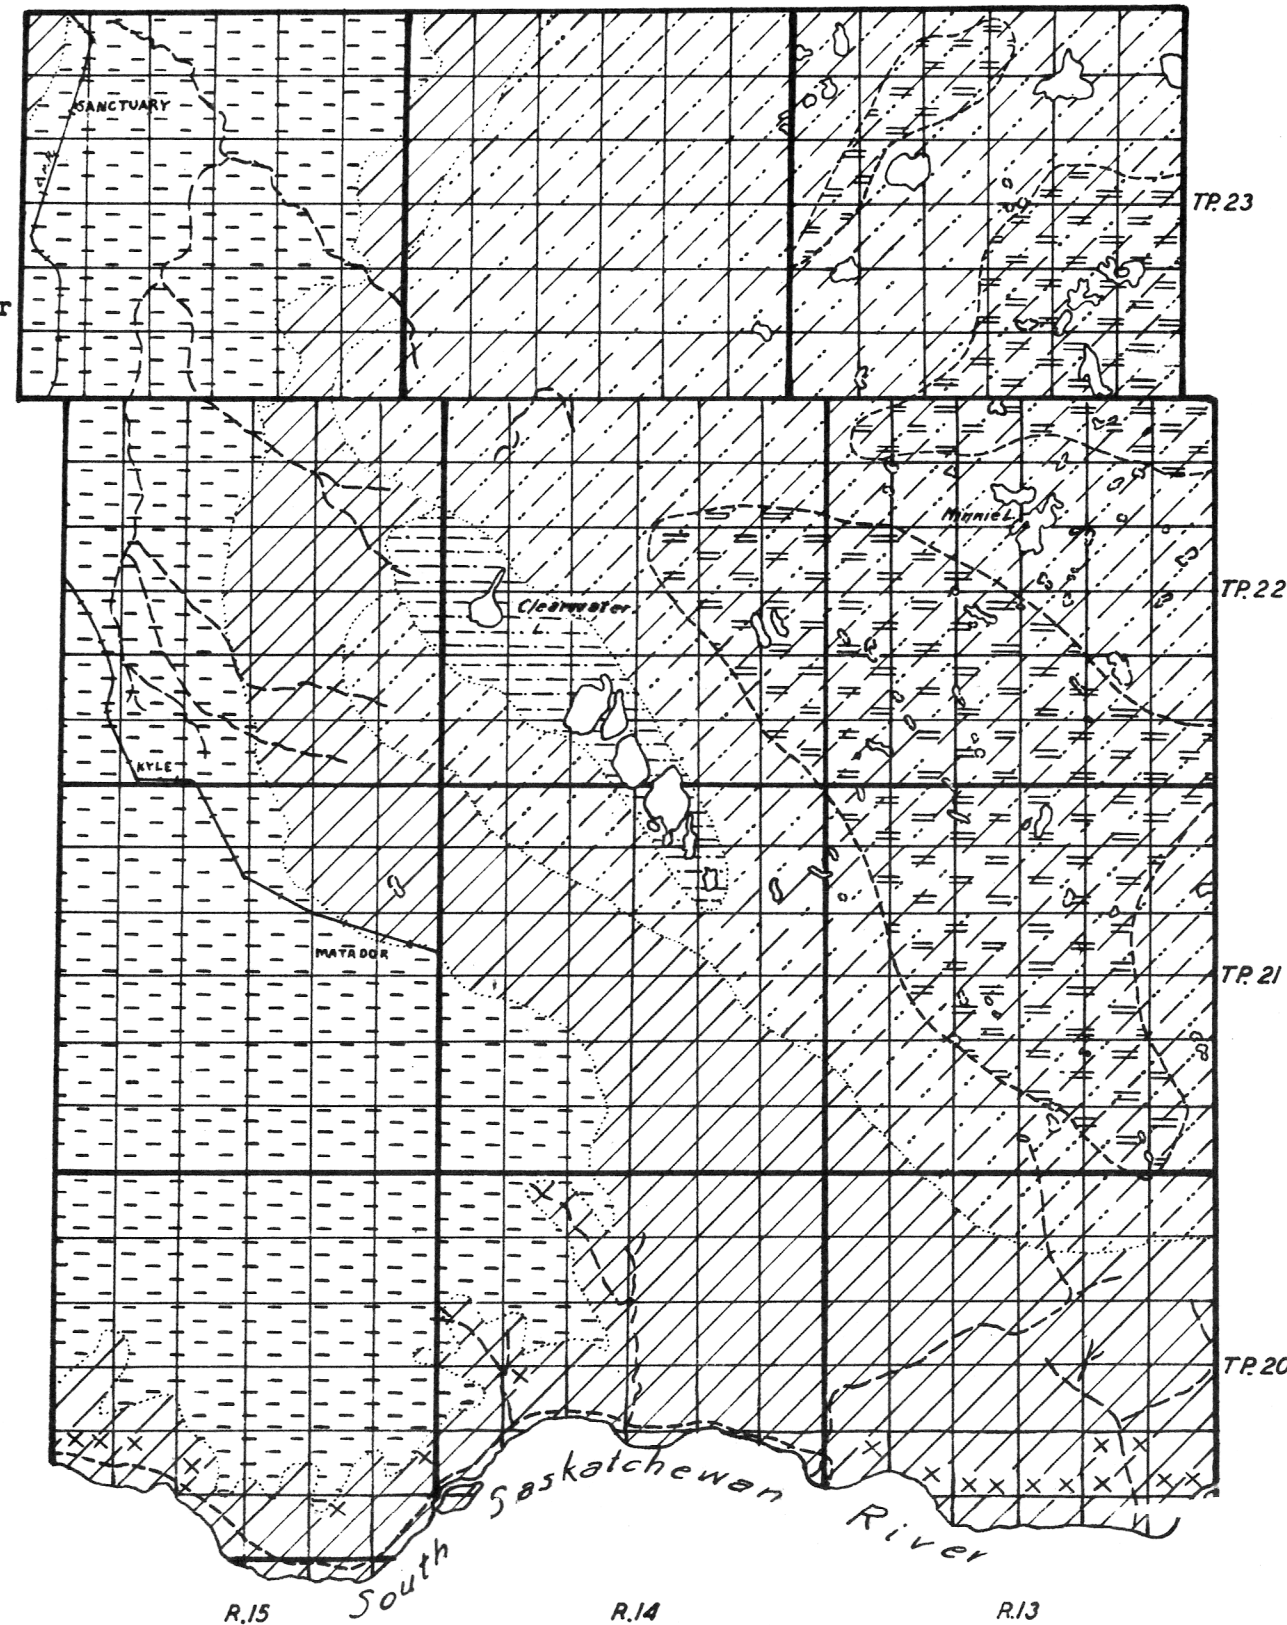 SANCTUARY
TP. 23
r
Minnie L.
TP. 22
Clearwater
L
KYLE
MATADOR
TP. 21
TP. 20
South Saskatchewan River
R.15
R.14
R.13